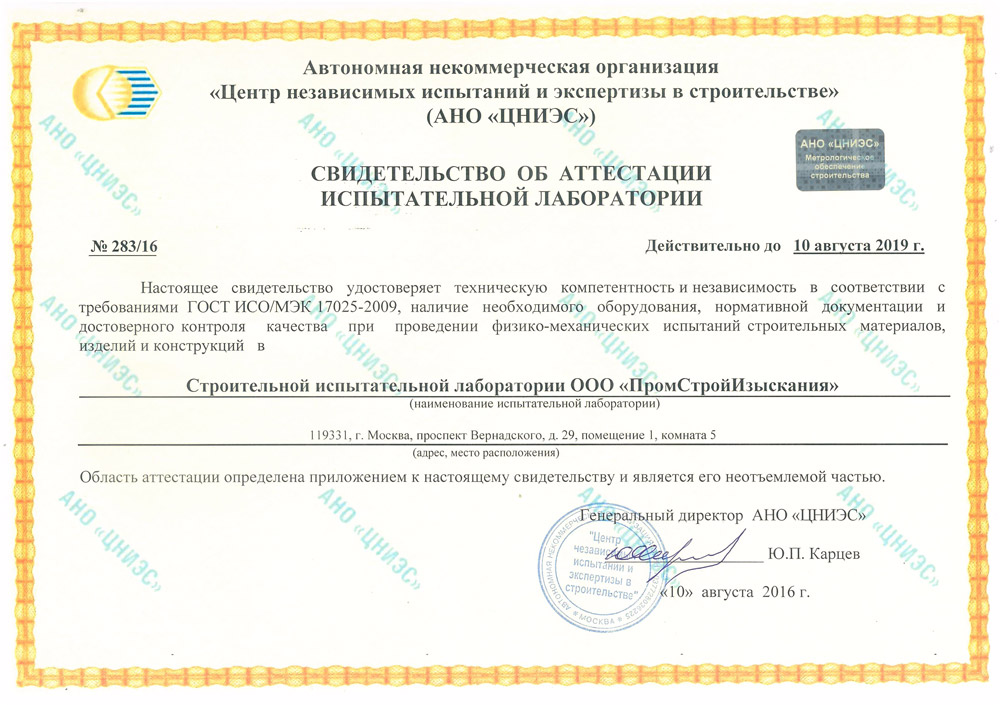 Автономная некоммерческая организация
«Центр независимых испытаний и экспертизы в строительстве»
(АНО «ЦНИЭС»)
АНО «ЦНИЭС»
АНО «ЦНИЭС»
АНО «ЦНИЭС»
АНО «ЦНИЭС»
АНО «ЦНИЭС»
Метрологическое
обеспечение
строительства
СВИДЕТЕЛЬСТВО ОБ АТТЕСТАЦИИ
ИСПЫТАТЕЛЬНОЙ ЛАБОРАТОРИИ
№ 283/16
Действительно до 10 августа 2019 г.
Настоящее свидетельство удостоверяет техническую компетентность и независимость в соответствии с
требованиями ГОСТ ИСО/МЭК 17025-2009, наличие необходимого оборудования, нормативной документации и
достоверного контроля качества при проведении физико-механических испытаний строительных материалов,
изделий и конструкций в
АНО «ЦНИЭС»
АНО «ЦНИЭС»
АНО «ЦНИЭС»
АНО «ЦНИЭС»
Строительной испытательной лаборатории ООО «ПромСтройИзыскания»
(наименование испытательной лаборатории)
119331, г. Москва, проспект Вернадского, д. 29, помещение 1, комната 5
(адрес, место расположения)
Область аттестации определена приложением к настоящему свидетельству и является его неотъемлемой частью.
АНО «ЦНИЭС»
АНО «ЦНИЭС»
АНО «ЦНИЭС»
АНО «ЦНИЭС»
Генеральный директор АНО «ЦНИЭС»
Ю.П. Карцев
«10» августа 2016 г.
"Центр
независимых
испытаний и
экспертизы в
строительстве"
МОСКВА